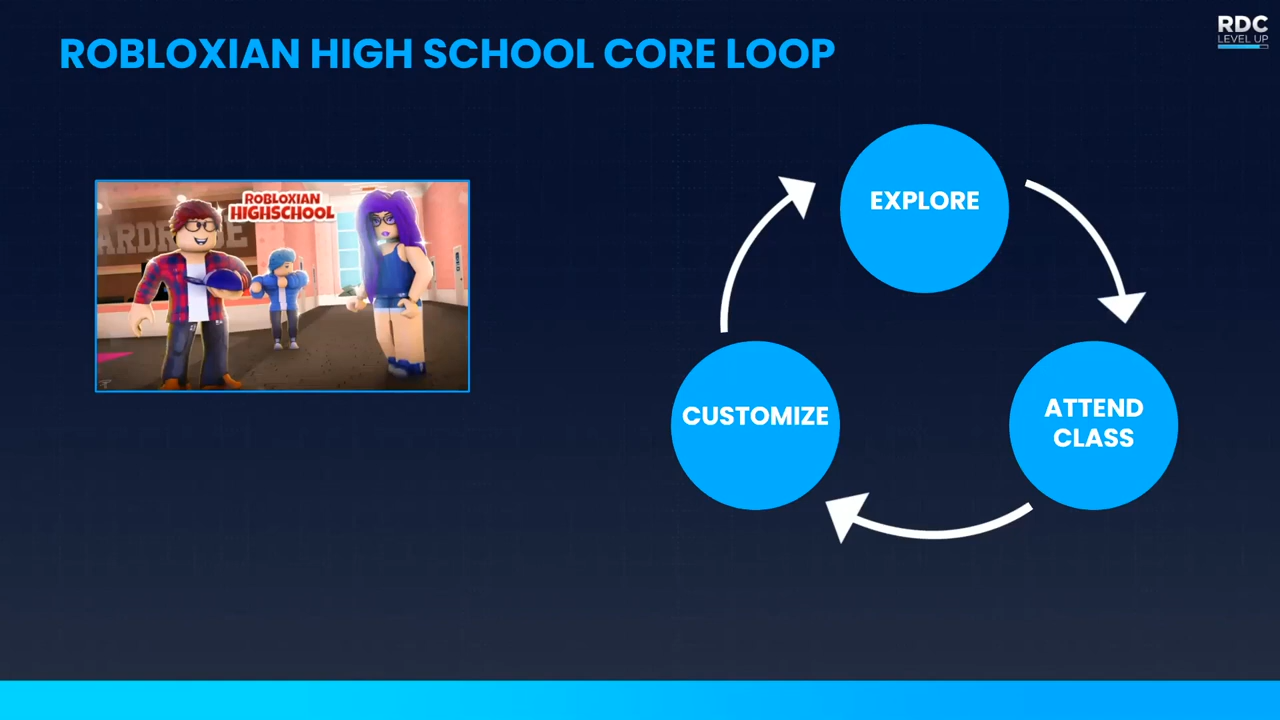 ROBLOXIAN HIGH SCHOOL CORE LOOP
RDC
LEVEL UP
ROBLOXIAN
HIGHSCHOOL
EXPLORE
CUSTOMIZE
ATTEND
CLASS